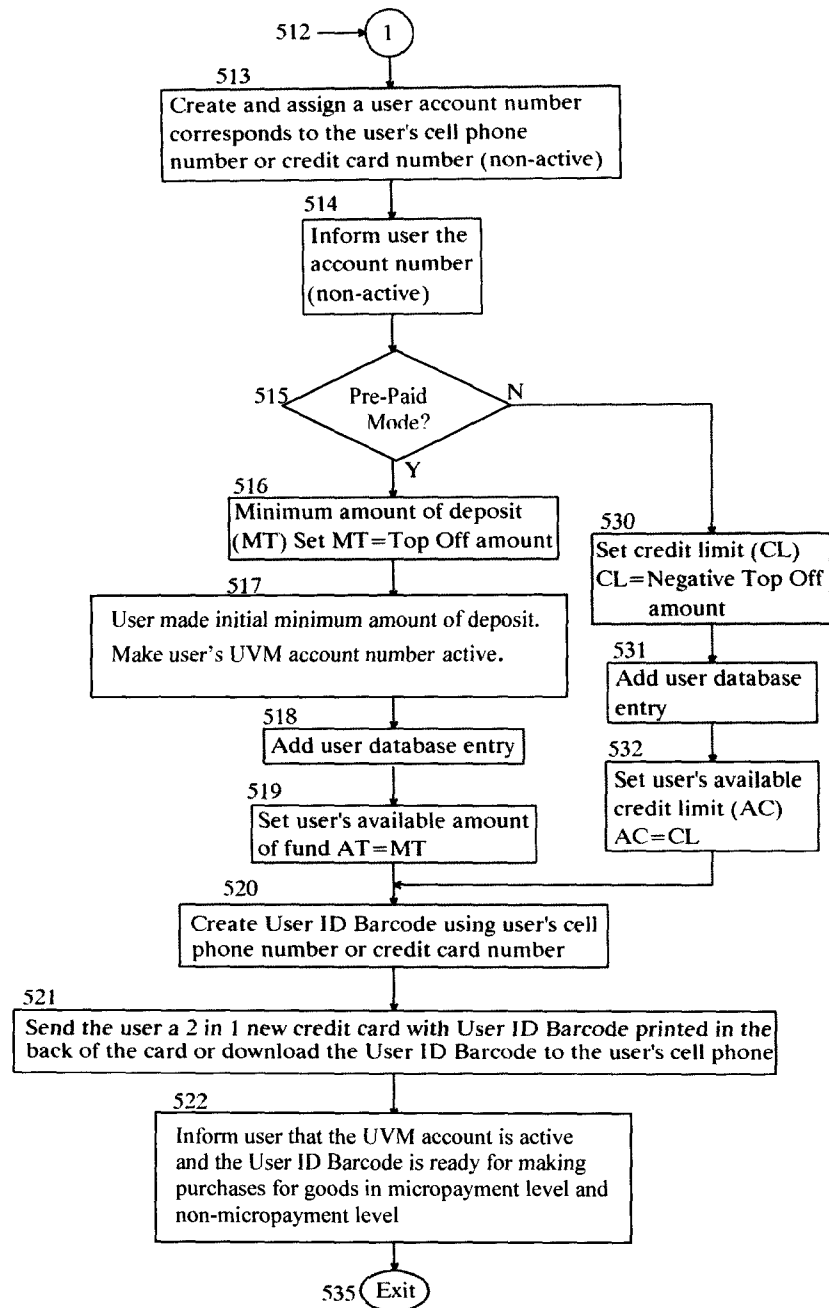 512
1
513
Create and assign a user account number
corresponds to the user's cell phone
number or credit card number (non-active)
514
Inform user the
account number
(non-active)
515
Pre-Paid
Mode?
N
Y
516
Minimum amount of deposit
(MT) Set MT=Top Off amount
517
User made initial minimum amount of deposit.
Make user's UVM account number active.
518
Add user database entry
519
Set user's available amount
of fund AT=MT
530
Set credit limit (CL)
CL=Negative Top Off
amount
531
Add user database
entry
532
Set user's available
credit limit (AC)
AC=CL
520
Create User ID Barcode using user's cell
phone number or credit card number
521
Send the user a 2 in 1 new credit card with User ID Barcode printed in the
back of the card or download the User ID Barcode to the user's cell phone
522
Inform user that the UVM account is active
and the User ID Barcode is ready for making
purchases for goods in micropayment level and
non-micropayment level
535
Exit